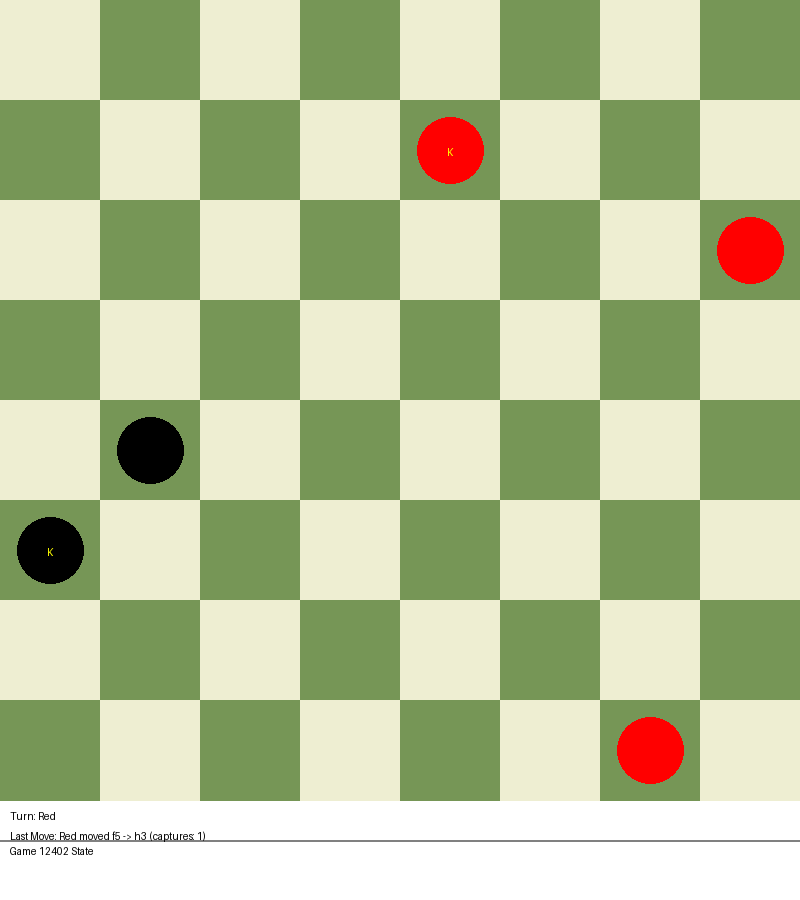 K
K
Turn: Red
Last Move: Red moved f5 -> h3 (captures: 1)
Game 12402 State